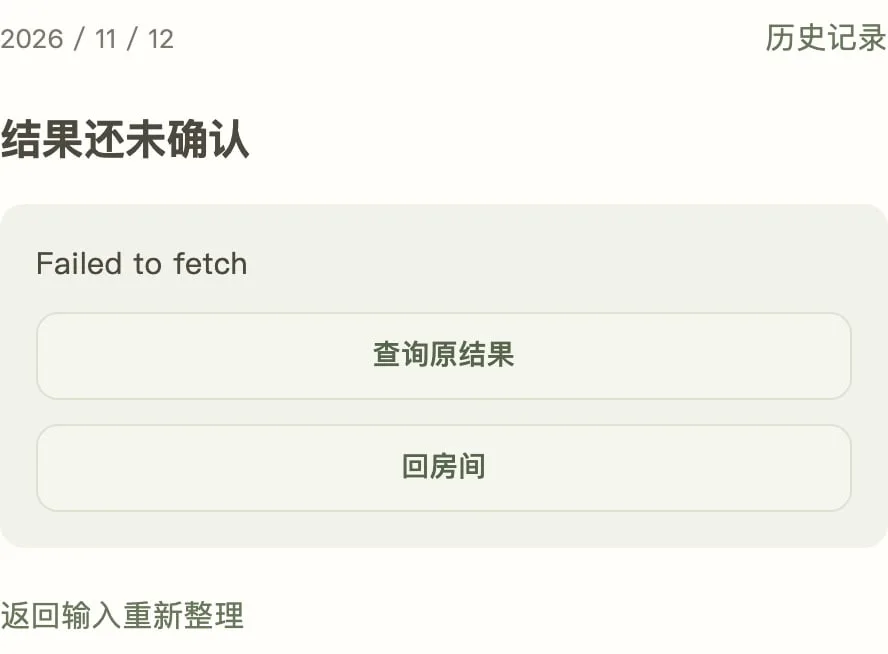 2026 / 11 / 12
历史记录
结果还未确认
Failed to fetch
查询原结果
回房间
返回输入重新整理